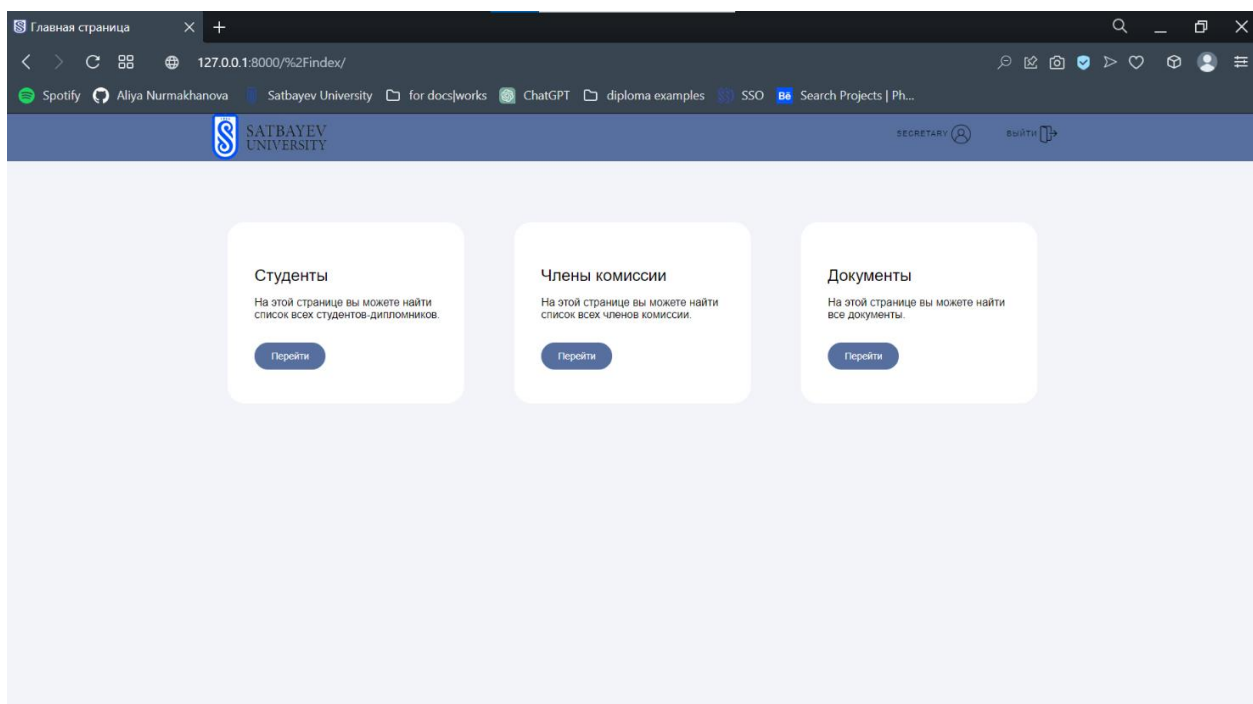 Главная страница
127.0.0.1:8000/%2Findex/
Spotify Aliya Nurmakhanova Satbayev University for docs|works ChatGPT diploma examples SSO Bē Search Projects | Ph...
SATBAYEV
UNIVERSITY
SECRETARY ВЫЙТИ
Студенты
На этой странице вы можете найти
список всех студентов-дипломников.
Перейти
Члены комиссии
На этой странице вы можете найти
список всех членов комиссии.
Перейти
Документы
На этой странице вы можете найти
все документы.
Перейти